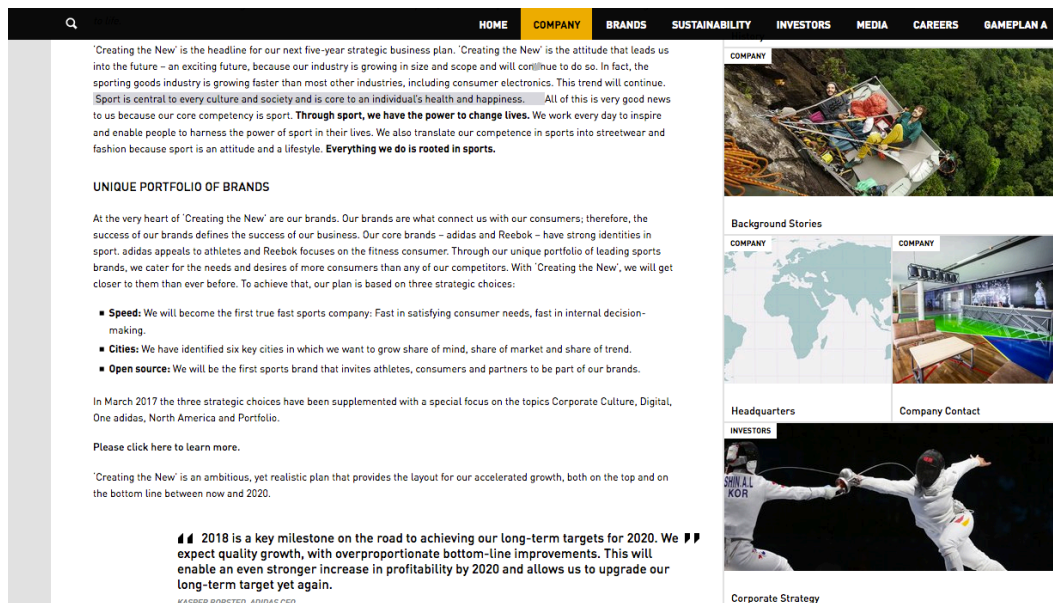 HOME COMPANY BRANDS SUSTAINABILITY INVESTORS MEDIA CAREERS GAMEPLAN A
'Creating the New' is the headline for our next five-year strategic business plan. 'Creating the New' is the attitude that leads us
into the future – an exciting future, because our industry is growing in size and scope and will continue to do so. In fact, the
sporting goods industry is growing faster than most other industries, including consumer electronics. This trend will continue.
Sport is central to every culture and society and is core to an individual's health and happiness. All of this is very good news
to us because our core competency is sport. Through sport, we have the power to change lives. We work every day to inspire
and enable people to harness the power of sport in their lives. We also translate our competence in sports into streetwear and
fashion because sport is an attitude and a lifestyle. Everything we do is rooted in sports.
UNIQUE PORTFOLIO OF BRANDS
At the very heart of 'Creating the New' are our brands. Our brands are what connect us with our consumers; therefore, the
success of our brands defines the success of our business. Our core brands – adidas and Reebok – have strong identities in
sport. adidas appeals to athletes and Reebok focuses on the fitness consumer. Through our unique portfolio of leading sports
brands, we cater for the needs and desires of more consumers than any of our competitors. With 'Creating the New', we will get
closer to them than ever before. To achieve that, our plan is based on three strategic choices:
■ Speed: We will become the first true fast sports company: Fast in satisfying consumer needs, fast in internal decision-
making.
■ Cities: We have identified six key cities in which we want to grow share of mind, share of market and share of trend.
■ Open source: We will be the first sports brand that invites athletes, consumers and partners to be part of our brands.
In March 2017 the three strategic choices have been supplemented with a special focus on the topics Corporate Culture, Digital,
One adidas, North America and Portfolio.
Please click here to learn more.
'Creating the New' is an ambitious, yet realistic plan that provides the layout for our accelerated growth, both on the top and on
the bottom line between now and 2020.
2018 is a key milestone on the road to achieving our long-term targets for 2020. We
expect quality growth, with overproportionate bottom-line improvements. This will
enable an even stronger increase in profitability by 2020 and allows us to upgrade our
long-term target yet again.
KASPER RORSTED, ADIDAS CEO
COMPANY
Background Stories
COMPANY
Headquarters
COMPANY
Company Contact
INVESTORS
SHIN.A.L
KOR
Corporate Strategy